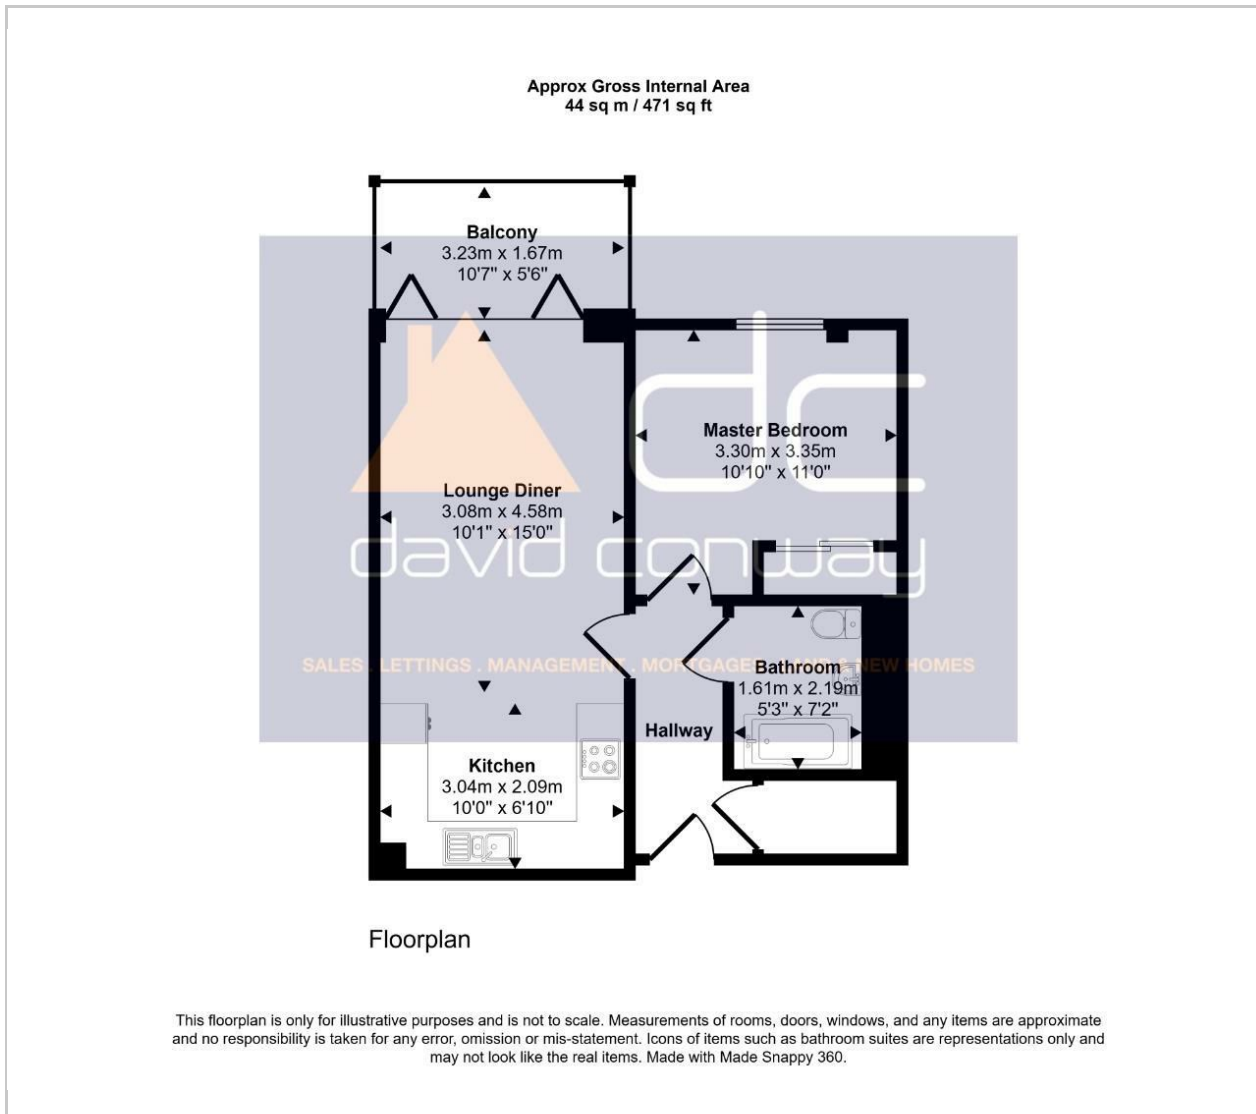 Approx Gross Internal Area
44 sq m / 471 sq ft
Balcony
3.23m x 1.67m
10'7" x 5'6"
dc
Master Bedroom
3.30m x 3.35m
10'10" x 11'0"
Lounge Diner
3.08m x 4.58m
10'1" x 15'0"
david conway
SALES . LETTINGS . MANAGEMENT . MORTGAGES . LAND & NEW HOMES
Bathroom
1.61m x 2.19m
5'3" x 7'2"
Hallway
Kitchen
3.04m x 2.09m
10'0" x 6'10"
Floorplan
This floorplan is only for illustrative purposes and is not to scale. Measurements of rooms, doors, windows, and any items are approximate
and no responsibility is taken for any error, omission or mis-statement. Icons of items such as bathroom suites are representations only and
may not look like the real items. Made with Made Snappy 360.